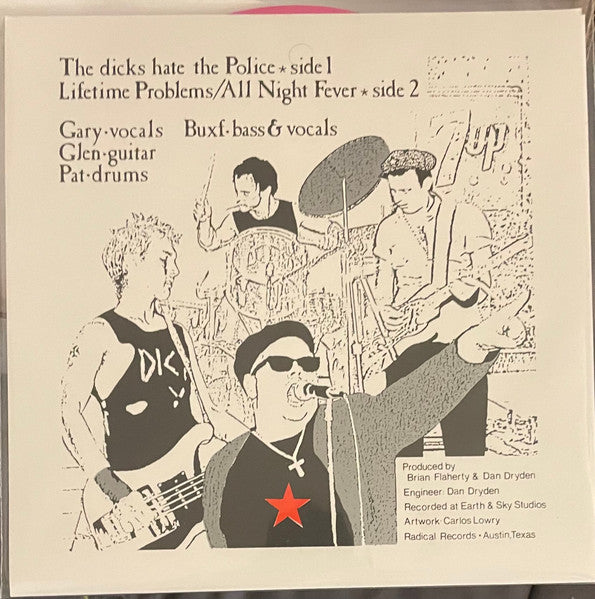 The dicks hate the Police ★ side 1
Lifetime Problems/All Night Fever ★ side 2
Gary·vocals Buxf·bass & vocals
Glen·guitar
Pat·drums
7up
DICK
Produced by
Brian Flaherty & Dan Dryden
Engineer: Dan Dryden
Recorded at Earth & Sky Studios
Artwork·Carlos Lowry
Radical Records • Austin, Texas